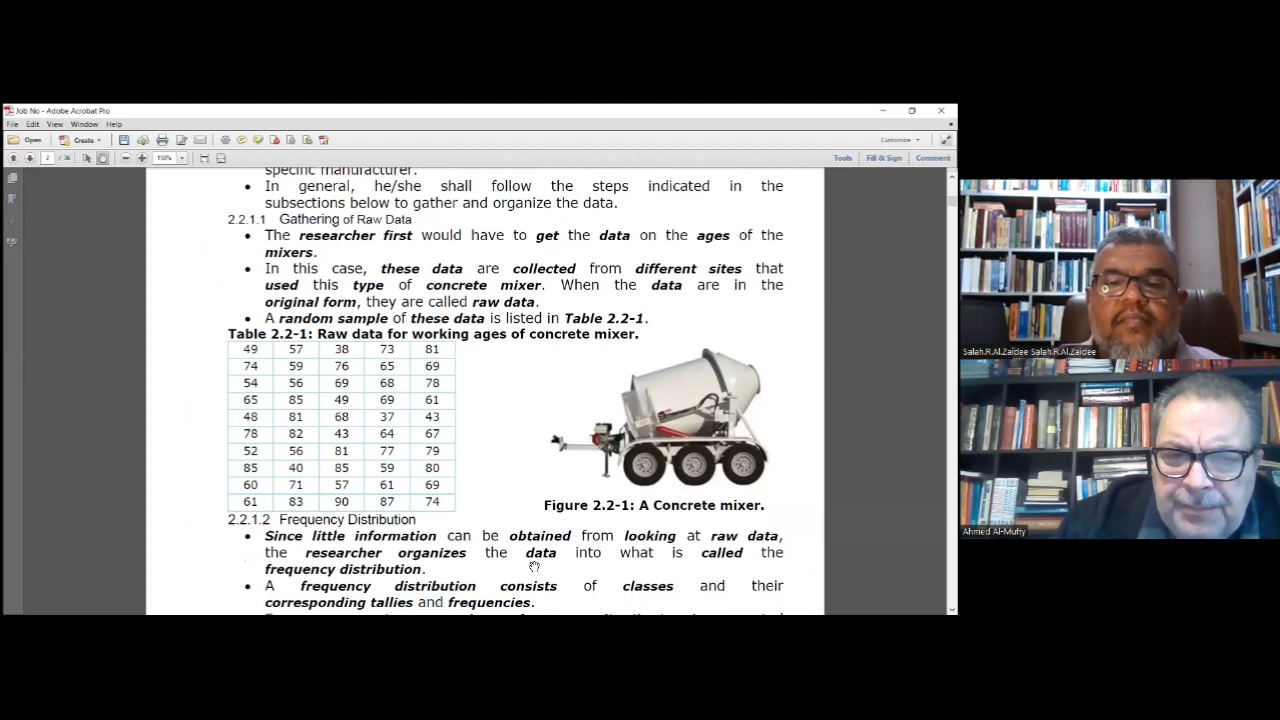 Job No - Adobe Acrobat Pro
File Edit View Window Help
Open Create Customize
2 / 36 150% Tools Fill & Sign Comment
specific manufacturer.
• In general, he/she shall follow the steps indicated in the
subsections below to gather and organize the data.
2.2.1.1 Gathering of Raw Data
• The researcher first would have to get the data on the ages of the
mixers.
• In this case, these data are collected from different sites that
used this type of concrete mixer. When the data are in the
original form, they are called raw data.
• A random sample of these data is listed in Table 2.2-1.
Table 2.2-1: Raw data for working ages of concrete mixer.
49 57 38 73 81
74 59 76 65 69
54 56 69 68 78
65 85 49 69 61
48 81 68 37 43
78 82 43 64 67
52 56 81 77 79
85 40 85 59 80
60 71 57 61 69
61 83 90 87 74
Figure 2.2-1: A Concrete mixer.
2.2.1.2 Frequency Distribution
• Since little information can be obtained from looking at raw data,
the researcher organizes the data into what is called the
frequency distribution.
• A frequency distribution consists of classes and their
corresponding tallies and frequencies.
Salah.R.Al.Zaidee Salah.R.Al.Zaidee
Ahmed Al-Mufty